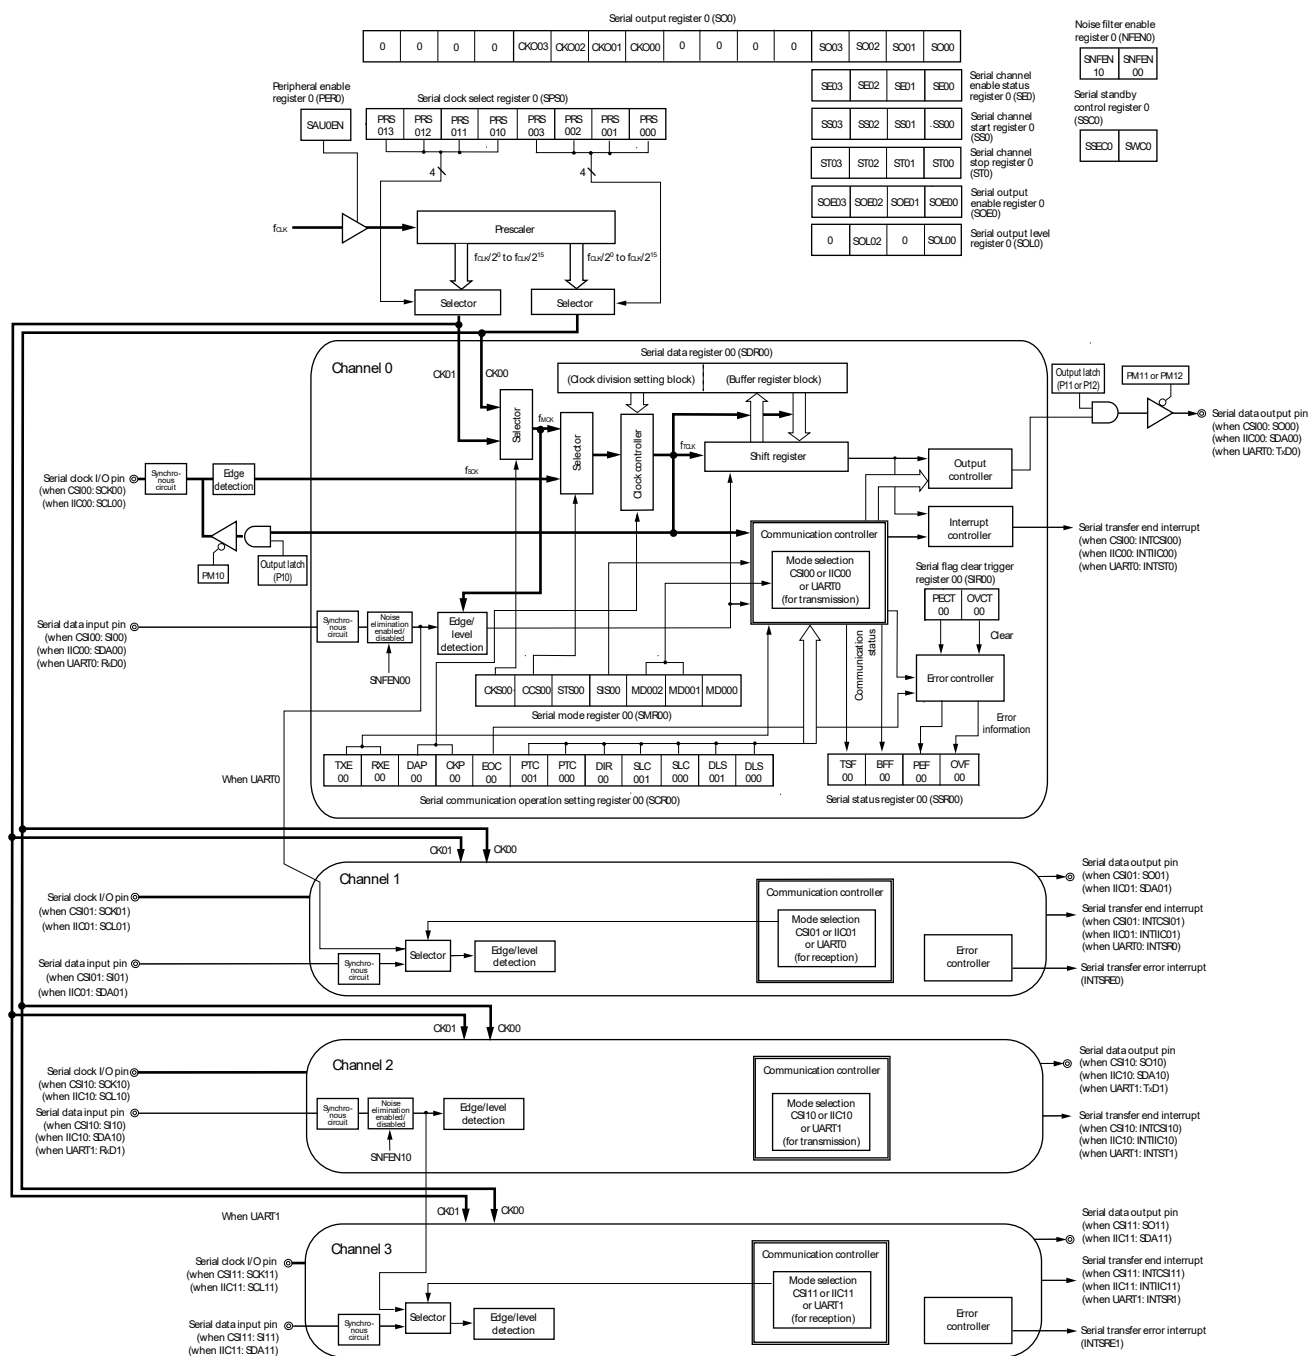 Serial output register 0 (SO0)
0 0 0 0 CKO03 CKO02 CKO01 CKO00 0 0 0 0 SO03 SO02 SO01 SO00
Noise filter enable
register 0 (NFEN0)
SNFEN
10
SNFEN
00
Peripheral enable
register 0 (PER0)
SAU0EN
Serial clock select register 0 (SPS0)
PRS
013
PRS
012
PRS
011
PRS
010
PRS
003
PRS
002
PRS
001
PRS
000
4
4
SE03 SE02 SE01 SE00
Serial channel
enable status
register 0 (SE0)
SS03 SS02 SS01 SS00
Serial channel
start register 0
(SS0)
ST03 ST02 ST01 ST00
Serial channel
stop register 0
(ST0)
SOE03 SOE02 SOE01 SOE00
Serial output
enable register 0
(SOE0)
0 SOL02 0 SOL00
Serial output level
register 0 (SOL0)
Serial standby
control register 0
(SSC0)
SSEC0 SWC0
fCLK
Prescaler
fCLK/2⁰ to fCLK/2¹⁵
fCLK/2⁰ to fCLK/2¹⁵
Selector
Selector
Channel 0
CK01
CK00
Serial data register 00 (SDR00)
(Clock division setting block)
(Buffer register block)
Selector
fMCK
Selector
Clock controller
fTCLK
Shift register
fSCK
Output latch
(P11 or P12)
PM11 or PM12
Serial data output pin
(when CSI00: SO00)
(when IIC00: SDA00)
(when UART0: TxD0)
Serial clock I/O pin
(when CSI00: SCK00)
(when IIC00: SCL00)
Synchro-
nous
circuit
Edge
detection
Output
controller
Interrupt
controller
Serial transfer end interrupt
(when CSI00: INTCSI00)
(when IIC00: INTIIC00)
(when UART0: INTST0)
PM10
Output latch
(P10)
Communication controller
Mode selection
CSI00 or IIC00
or UART0
(for transmission)
Serial flag clear trigger
register 00 (SIR00)
PECT
00
OVCT
00
Clear
Serial data input pin
(when CSI00: SI00)
(when IIC00: SDA00)
(when UART0: RxD0)
Synchro-
nous
circuit
Noise
elimination
enabled/
disabled
Edge/
level
detection
SNFEN00
Communication
status
Error controller
Error
information
CKS00 CCS00 STS00 SIS00 MD002 MD001 MD000
Serial mode register 00 (SMR00)
When UART0
TXE
00
RXE
00
DAP
00
CKP
00
EOC
00
PTC
001
PTC
000
DIR
00
SLC
001
SLC
000
DLS
001
DLS
000
Serial communication operation setting register 00 (SCR00)
TSF
00
BFF
00
PEF
00
OVF
00
Serial status register 00 (SSR00)
CK01
CK00
Channel 1
Serial clock I/O pin
(when CSI01: SCK01)
(when IIC01: SCL01)
Serial data input pin
(when CSI01: SI01)
(when IIC01: SDA01)
Synchro-
nous
circuit
Selector
Edge/level
detection
Communication controller
Mode selection
CSI01 or IIC01
or UART0
(for reception)
Error
controller
Serial data output pin
(when CSI01: SO01)
(when IIC01: SDA01)
Serial transfer end interrupt
(when CSI01: INTCSI01)
(when IIC01: INTIIC01)
(when UART0: INTSR0)
Serial transfer error interrupt
(INTSRE0)
CK01
CK00
Channel 2
Serial clock I/O pin
(when CSI10: SCK10)
(when IIC10: SCL10)
Serial data input pin
(when CSI10: SI10)
(when IIC10: SDA10)
(when UART1: RxD1)
Synchro-
nous
circuit
Noise
elimination
enabled/
disabled
Edge/level
detection
SNFEN10
Communication controller
Mode selection
CSI10 or IIC10
or UART1
(for transmission)
Serial data output pin
(when CSI10: SO10)
(when IIC10: SDA10)
(when UART1: TxD1)
Serial transfer end interrupt
(when CSI10: INTCSI10)
(when IIC10: INTIIC10)
(when UART1: INTST1)
When UART1
CK01
CK00
Channel 3
Serial clock I/O pin
(when CSI11: SCK11)
(when IIC11: SCL11)
Serial data input pin
(when CSI11: SI11)
(when IIC11: SDA11)
Synchro-
nous
circuit
Selector
Edge/level
detection
Communication controller
Mode selection
CSI11 or IIC11
or UART1
(for reception)
Error
controller
Serial data output pin
(when CSI11: SO11)
(when IIC11: SDA11)
Serial transfer end interrupt
(when CSI11: INTCSI11)
(when IIC11: INTIIC11)
(when UART1: INTSR1)
Serial transfer error interrupt
(INTSRE1)